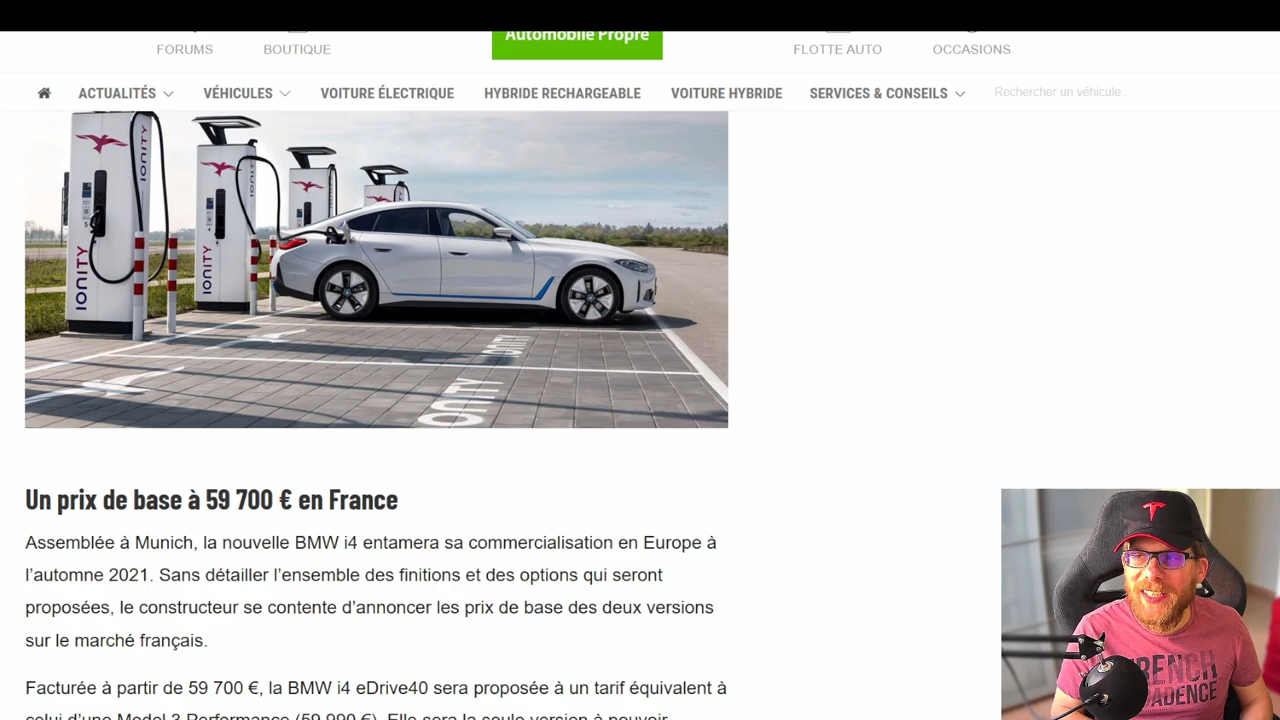 Automobile Propre
FORUMS
BOUTIQUE
FLOTTE AUTO
OCCASIONS
ACTUALITÉS
VÉHICULES
VOITURE ÉLECTRIQUE
HYBRIDE RECHARGEABLE
VOITURE HYBRIDE
SERVICES & CONSEILS
Rechercher un véhicule...
IONITY
IONITY
IONITY
IONITY
IONITY
Un prix de base à 59 700 € en France
Assemblée à Munich, la nouvelle BMW i4 entamera sa commercialisation en Europe à
l'automne 2021. Sans détailler l'ensemble des finitions et des options qui seront
proposées, le constructeur se contente d'annoncer les prix de base des deux versions
sur le marché français.
Facturée à partir de 59 700 €, la BMW i4 eDrive40 sera proposée à un tarif équivalent à
celui d'une Model 3 Performance (59 990 €). Elle sera la seule version à pouvoir